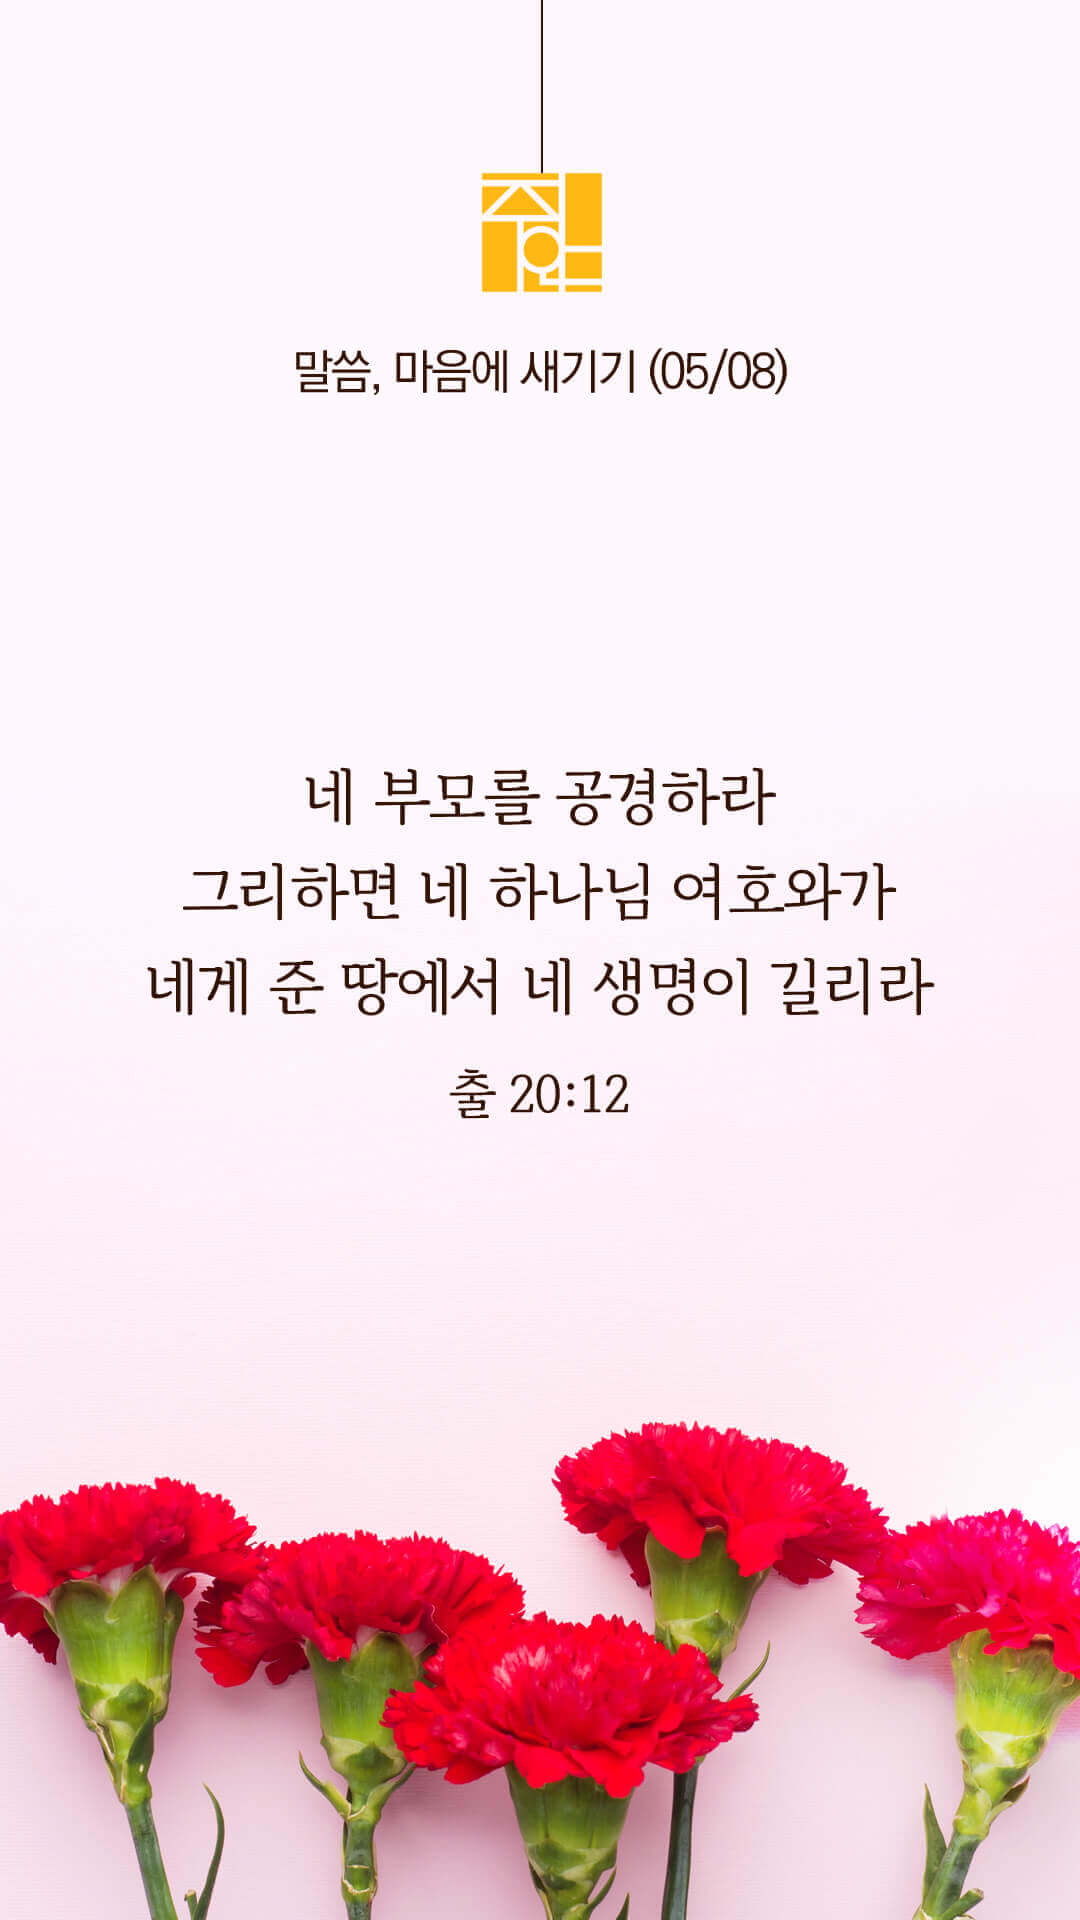 주인
말씀, 마음에 새기기 (05/08)
네 부모를 공경하라
그리하면 네 하나님 여호와가
네게 준 땅에서 네 생명이 길리라
출 20:12